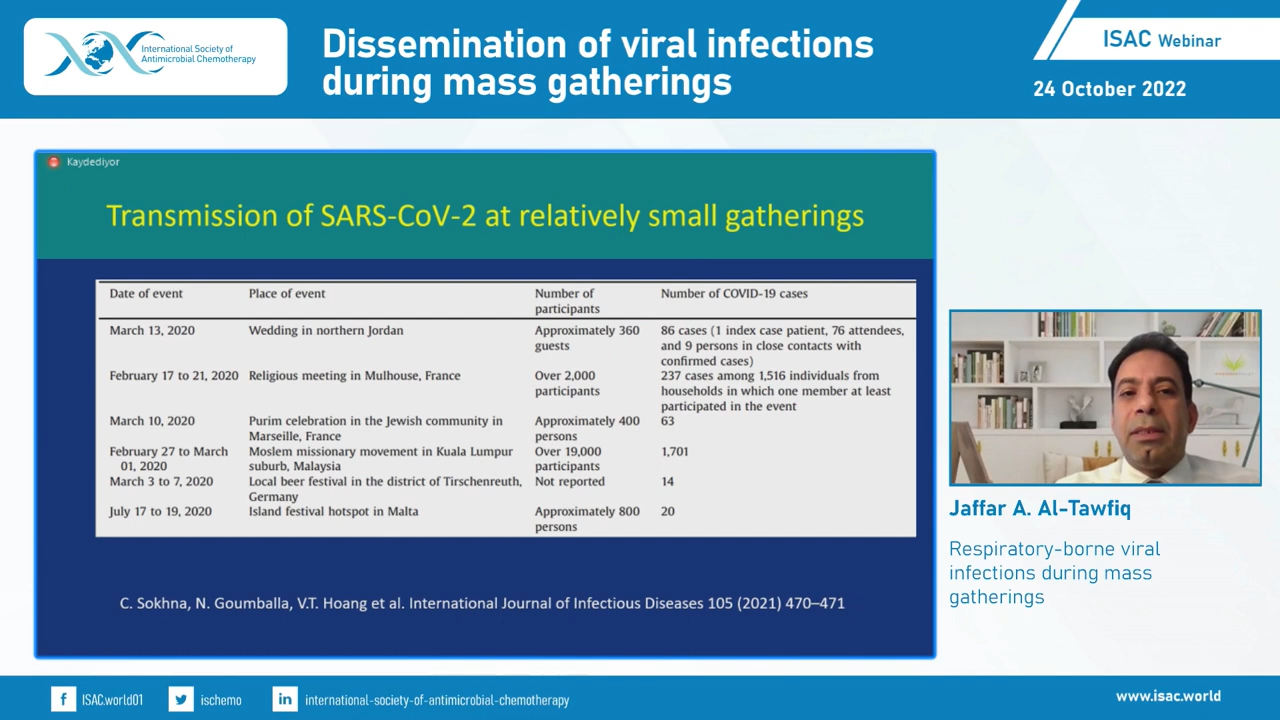 International Society of
Antimicrobial Chemotherapy
Dissemination of viral infections
during mass gatherings
ISAC Webinar
24 October 2022
Kaydediyor
Transmission of SARS-CoV-2 at relatively small gatherings
Date of event Place of event Number of participants Number of COVID-19 cases
March 13, 2020 Wedding in northern Jordan Approximately 360 guests 86 cases (1 index case patient, 76 attendees, and 9 persons in close contacts with confirmed cases)
February 17 to 21, 2020 Religious meeting in Mulhouse, France Over 2,000 participants 237 cases among 1,516 individuals from households in which one member at least participated in the event
March 10, 2020 Purim celebration in the Jewish community in Marseille, France Approximately 400 persons 63
February 27 to March 01, 2020 Moslem missionary movement in Kuala Lumpur suburb, Malaysia Over 19,000 participants 1,701
March 3 to 7, 2020 Local beer festival in the district of Tirschenreuth, Germany Not reported 14
July 17 to 19, 2020 Island festival hotspot in Malta Approximately 800 persons 20
C. Sokhna, N. Goumballa, V.T. Hoang et al. International Journal of Infectious Diseases 105 (2021) 470–471
Jaffar A. Al-Tawfiq
Respiratory-borne viral
infections during mass
gatherings
ISAC.world01
ischemo
international-society-of-antimicrobial-chemotherapy
www.isac.world